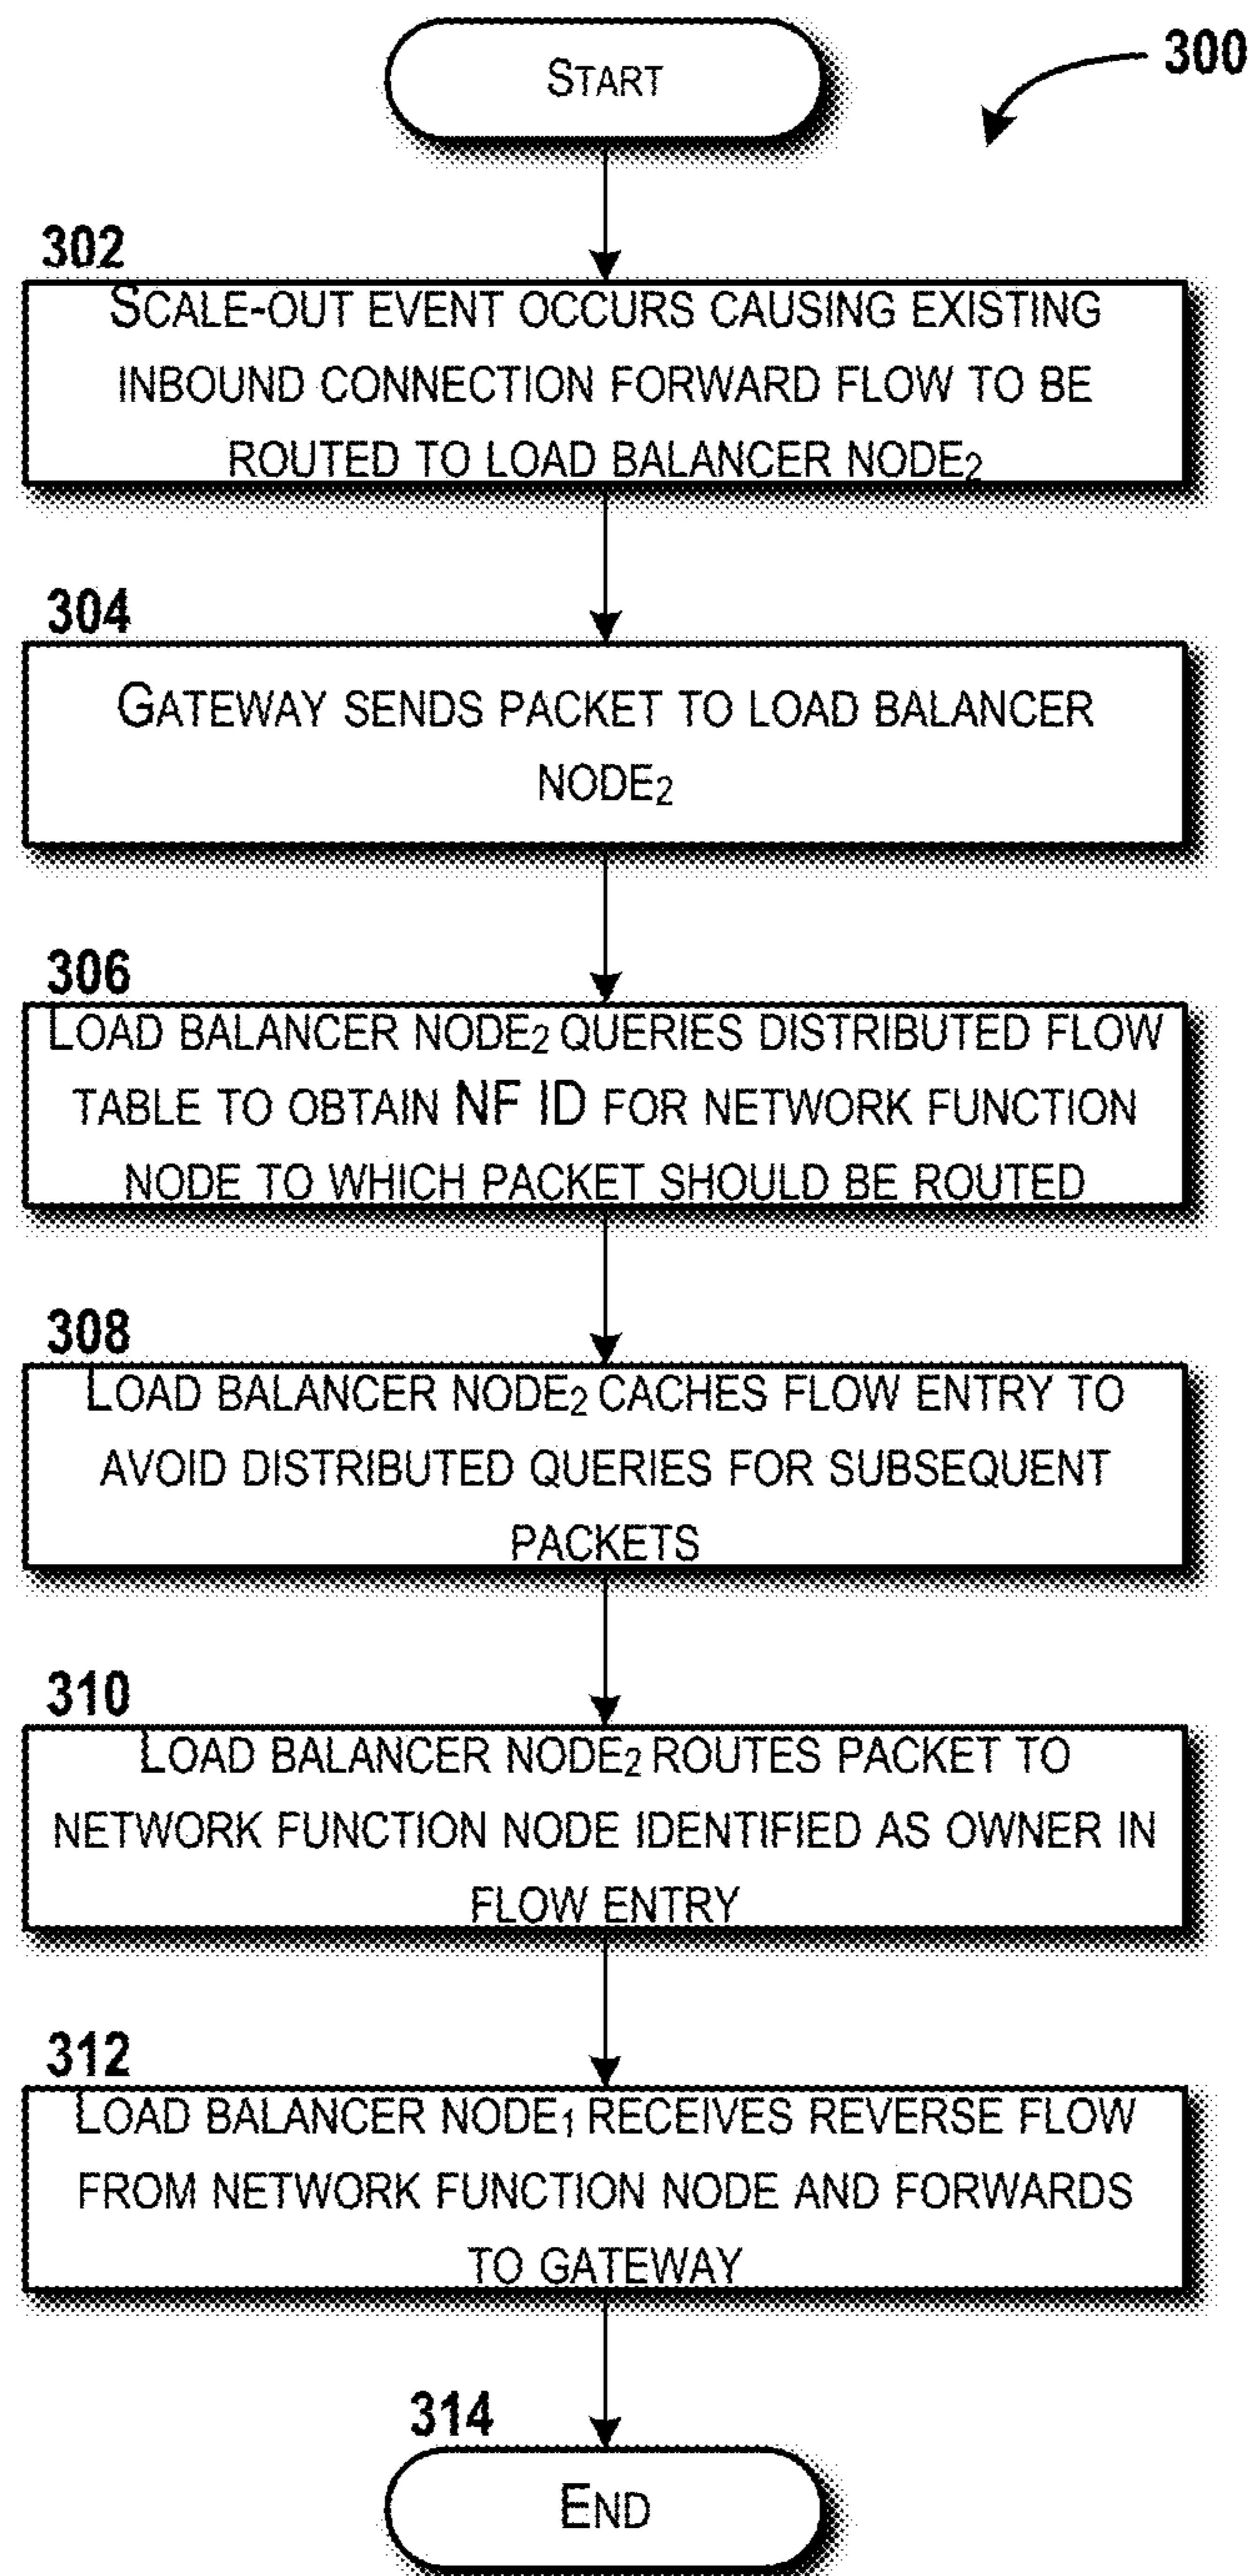 START
300
302
SCALE-OUT EVENT OCCURS CAUSING EXISTING
INBOUND CONNECTION FORWARD FLOW TO BE
ROUTED TO LOAD BALANCER NODE₂
304
GATEWAY SENDS PACKET TO LOAD BALANCER
NODE₂
306
LOAD BALANCER NODE₂ QUERIES DISTRIBUTED FLOW
TABLE TO OBTAIN NF ID FOR NETWORK FUNCTION
NODE TO WHICH PACKET SHOULD BE ROUTED
308
LOAD BALANCER NODE₂ CACHES FLOW ENTRY TO
AVOID DISTRIBUTED QUERIES FOR SUBSEQUENT
PACKETS
310
LOAD BALANCER NODE₂ ROUTES PACKET TO
NETWORK FUNCTION NODE IDENTIFIED AS OWNER IN
FLOW ENTRY
312
LOAD BALANCER NODE₁ RECEIVES REVERSE FLOW
FROM NETWORK FUNCTION NODE AND FORWARDS
TO GATEWAY
314
END